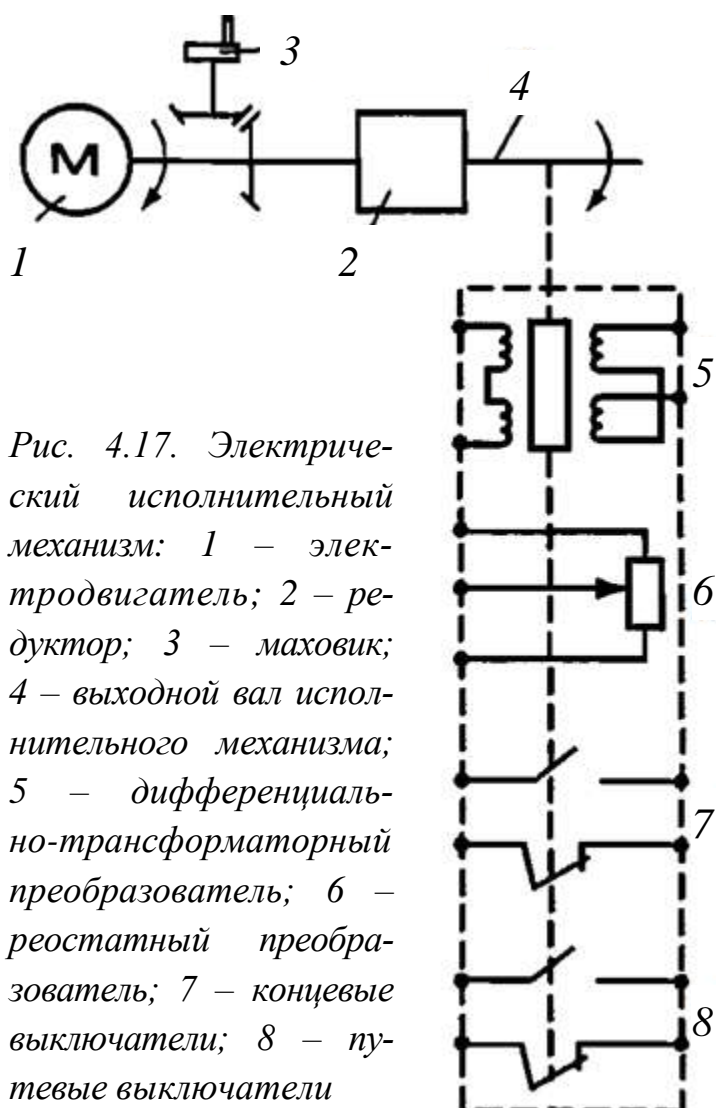 3
4
M
1
2
5
Рис. 4.17. Электриче-
ский исполнительный
механизм: 1 – элек-
тродвигатель; 2 – ре-
дуктор; 3 – маховик;
4 – выходной вал испол-
нительного механизма;
5 – дифференциаль-
но-трансформаторный
преобразователь; 6 –
реостатный преобра-
зователь; 7 – концевые
выключатели; 8 – пу-
тевые выключатели
6
7
8